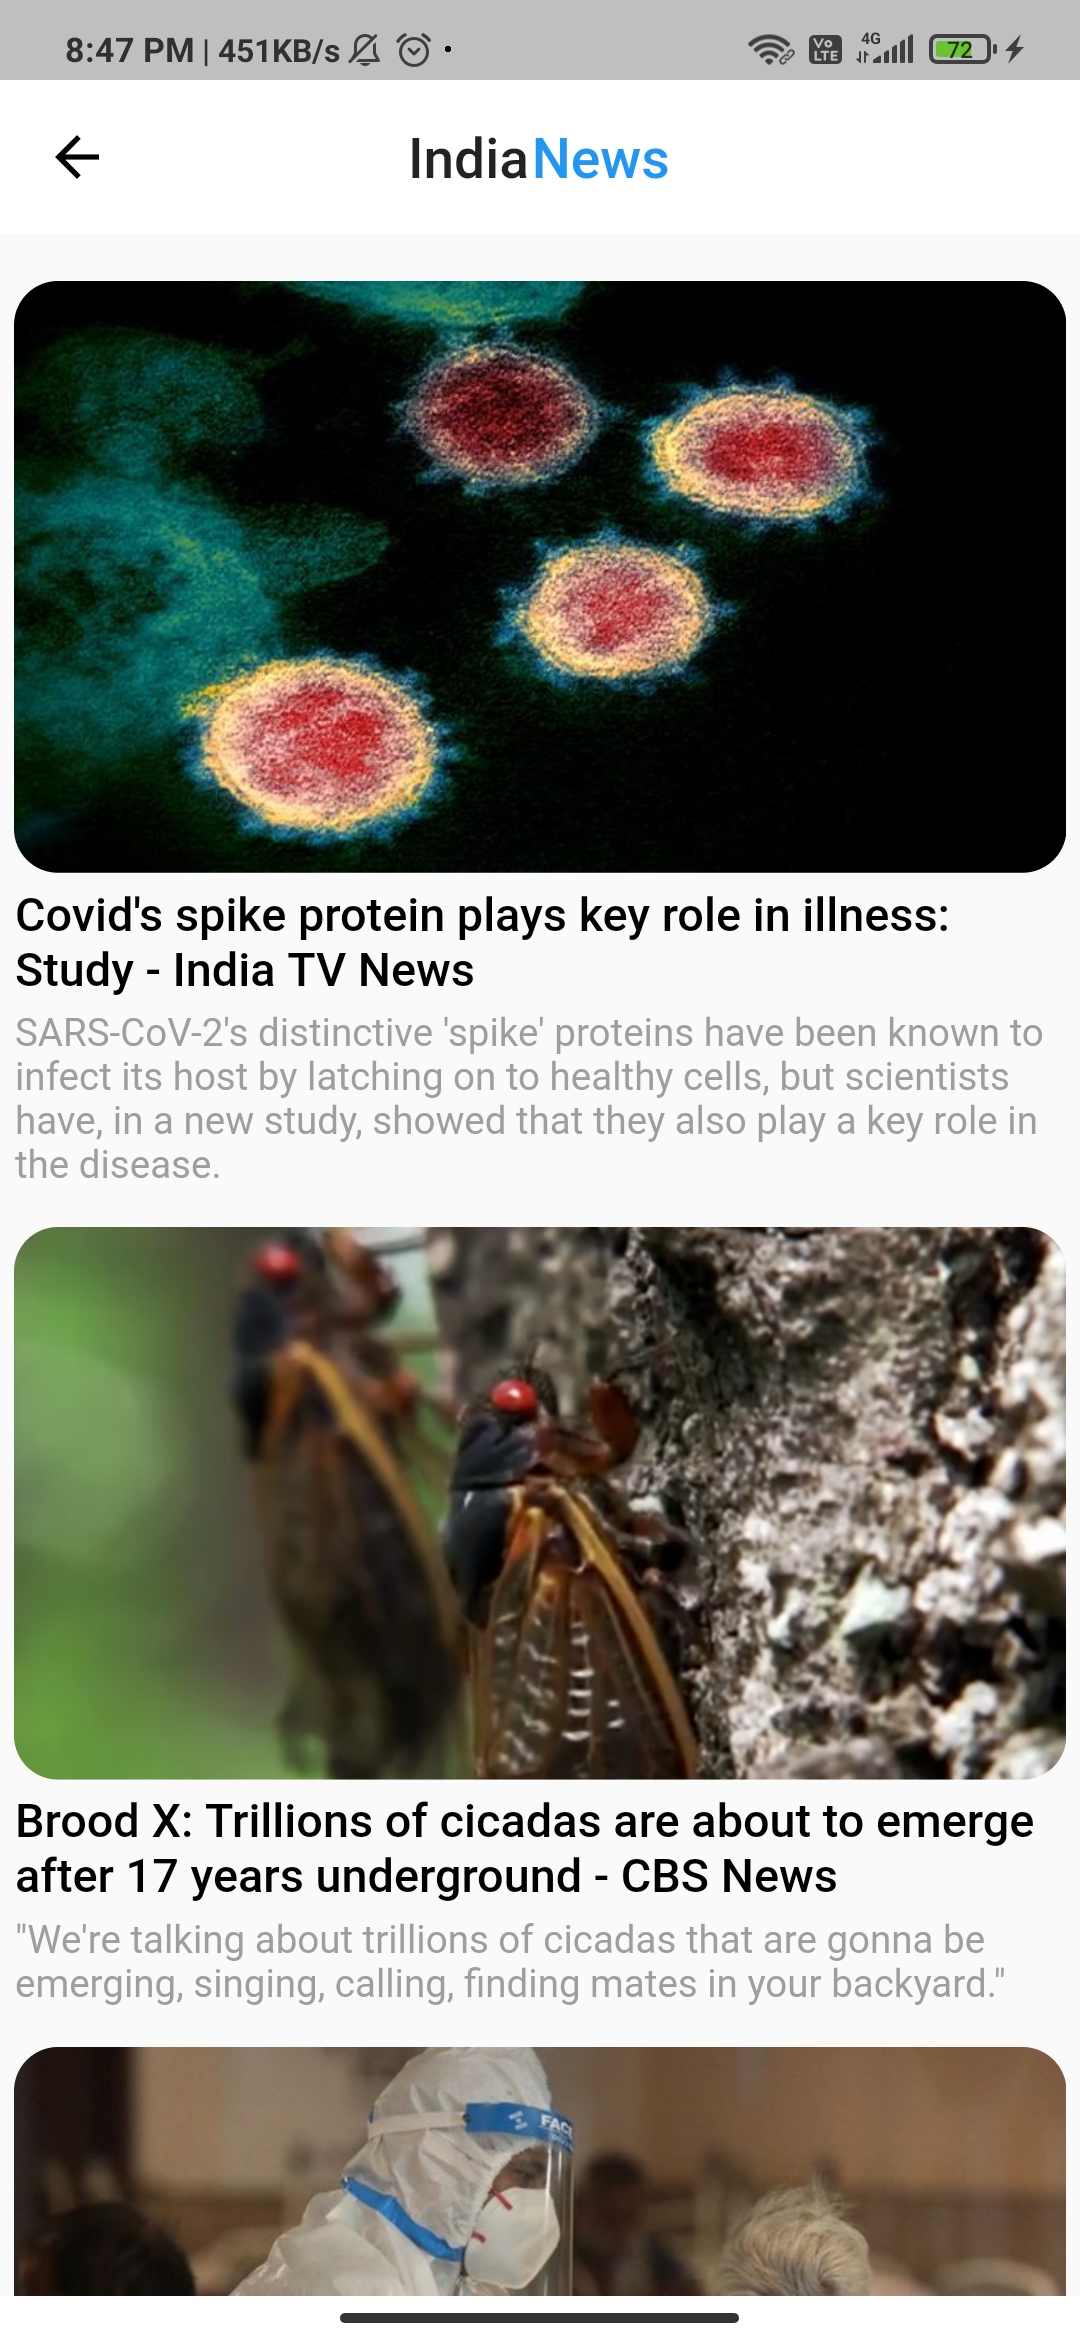 8:47 PM | 451KB/s
Vo LTE 4G 72
IndiaNews
Covid's spike protein plays key role in illness:
Study - India TV News
SARS-CoV-2's distinctive 'spike' proteins have been known to
infect its host by latching on to healthy cells, but scientists
have, in a new study, showed that they also play a key role in
the disease.
Brood X: Trillions of cicadas are about to emerge
after 17 years underground - CBS News
"We're talking about trillions of cicadas that are gonna be
emerging, singing, calling, finding mates in your backyard."
FAC